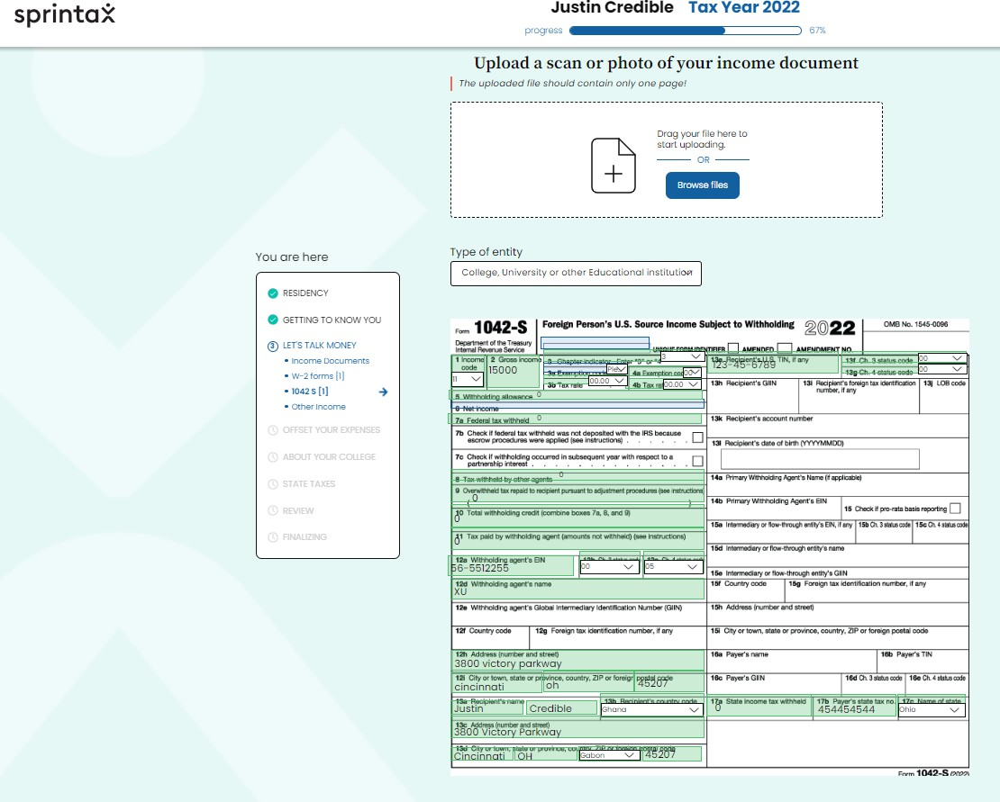 sprintax
Justin Credible Tax Year 2022
progress 67%
Upload a scan or photo of your income document
The uploaded file should contain only one page!
Drag your file here to
start uploading.
OR
Browse files
You are here
RESIDENCY
GETTING TO KNOW YOU
3 LET'S TALK MONEY
• Income Documents
• W-2 forms [1]
• 1042 S [1]
• Other Income
OFFSET YOUR EXPENSES
ABOUT YOUR COLLEGE
STATE TAXES
REVIEW
FINALIZING
Type of entity
College, University or other Educational institution
Form 1042-S Foreign Person's U.S. Source Income Subject to Withholding 2022 OMB No. 1545-0096
Department of the Treasury
Internal Revenue Service
UNIQUE FORM IDENTIFIER AMENDED AMENDMENT NO.
1 Income code 11
2 Gross income 15000
3 Chapter indicator. Enter "3" or "4" 3
3a Exemption code
4a Exemption code 00
3b Tax rate 00.00
4b Tax rate 00.00
5 Withholding allowance 0
6 Net income
7a Federal tax withheld 0
7b Check if federal tax withheld was not deposited with the IRS because
escrow procedures were applied (see instructions)
7c Check if withholding occurred in subsequent year with respect to a
partnership interest
8 Tax withheld by other agents 0
9 Overwithheld tax repaid to recipient pursuant to adjustment procedures (see instructions)
( 0 )
10 Total withholding credit (combine boxes 7a, 8, and 9)
0
11 Tax paid by withholding agent (amounts not withheld) (see instructions)
0
12a Withholding agent's EIN
56-5512255
12b Ch. 3 status code 00
12c Ch. 4 status code 05
12d Withholding agent's name
XU
12e Withholding agent's Global Intermediary Identification Number (GIIN)
12f Country code 12g Foreign tax identification number, if any
12h Address (number and street)
3800 victory parkway
12i City or town, state or province, country, ZIP or foreign postal code
cincinnati oh 45207
13a Recipient's name 13b Recipient's country code
Justin Credible Ghana
13c Address (number and street)
3800 Victory Parkway
13d City or town, state or province, country, ZIP or foreign postal code
Cincinnati OH Gabon 45207
13e Recipient's U.S. TIN, if any
123-45-6789
13f Ch. 3 status code 00
13g Ch. 4 status code 00
13h Recipient's GIIN 13i Recipient's foreign tax identification 13j LOB code
number, if any
13k Recipient's account number
13l Recipient's date of birth (YYYYMMDD)
14a Primary Withholding Agent's Name (if applicable)
14b Primary Withholding Agent's EIN
15 Check if pro-rata basis reporting
15a Intermediary or flow-through entity's EIN, if any 15b Ch. 3 status code 15c Ch. 4 status code
15d Intermediary or flow-through entity's name
15e Intermediary or flow-through entity's GIIN
15f Country code 15g Foreign tax identification number, if any
15h Address (number and street)
15i City or town, state or province, country, ZIP or foreign postal code
16a Payer's name 16b Payer's TIN
16c Payer's GIIN 16d Ch. 3 status code 16e Ch. 4 status code
17a State income tax withheld 17b Payer's state tax no. 17c Name of state
0 454454544 Ohio
Form 1042-S (2022)